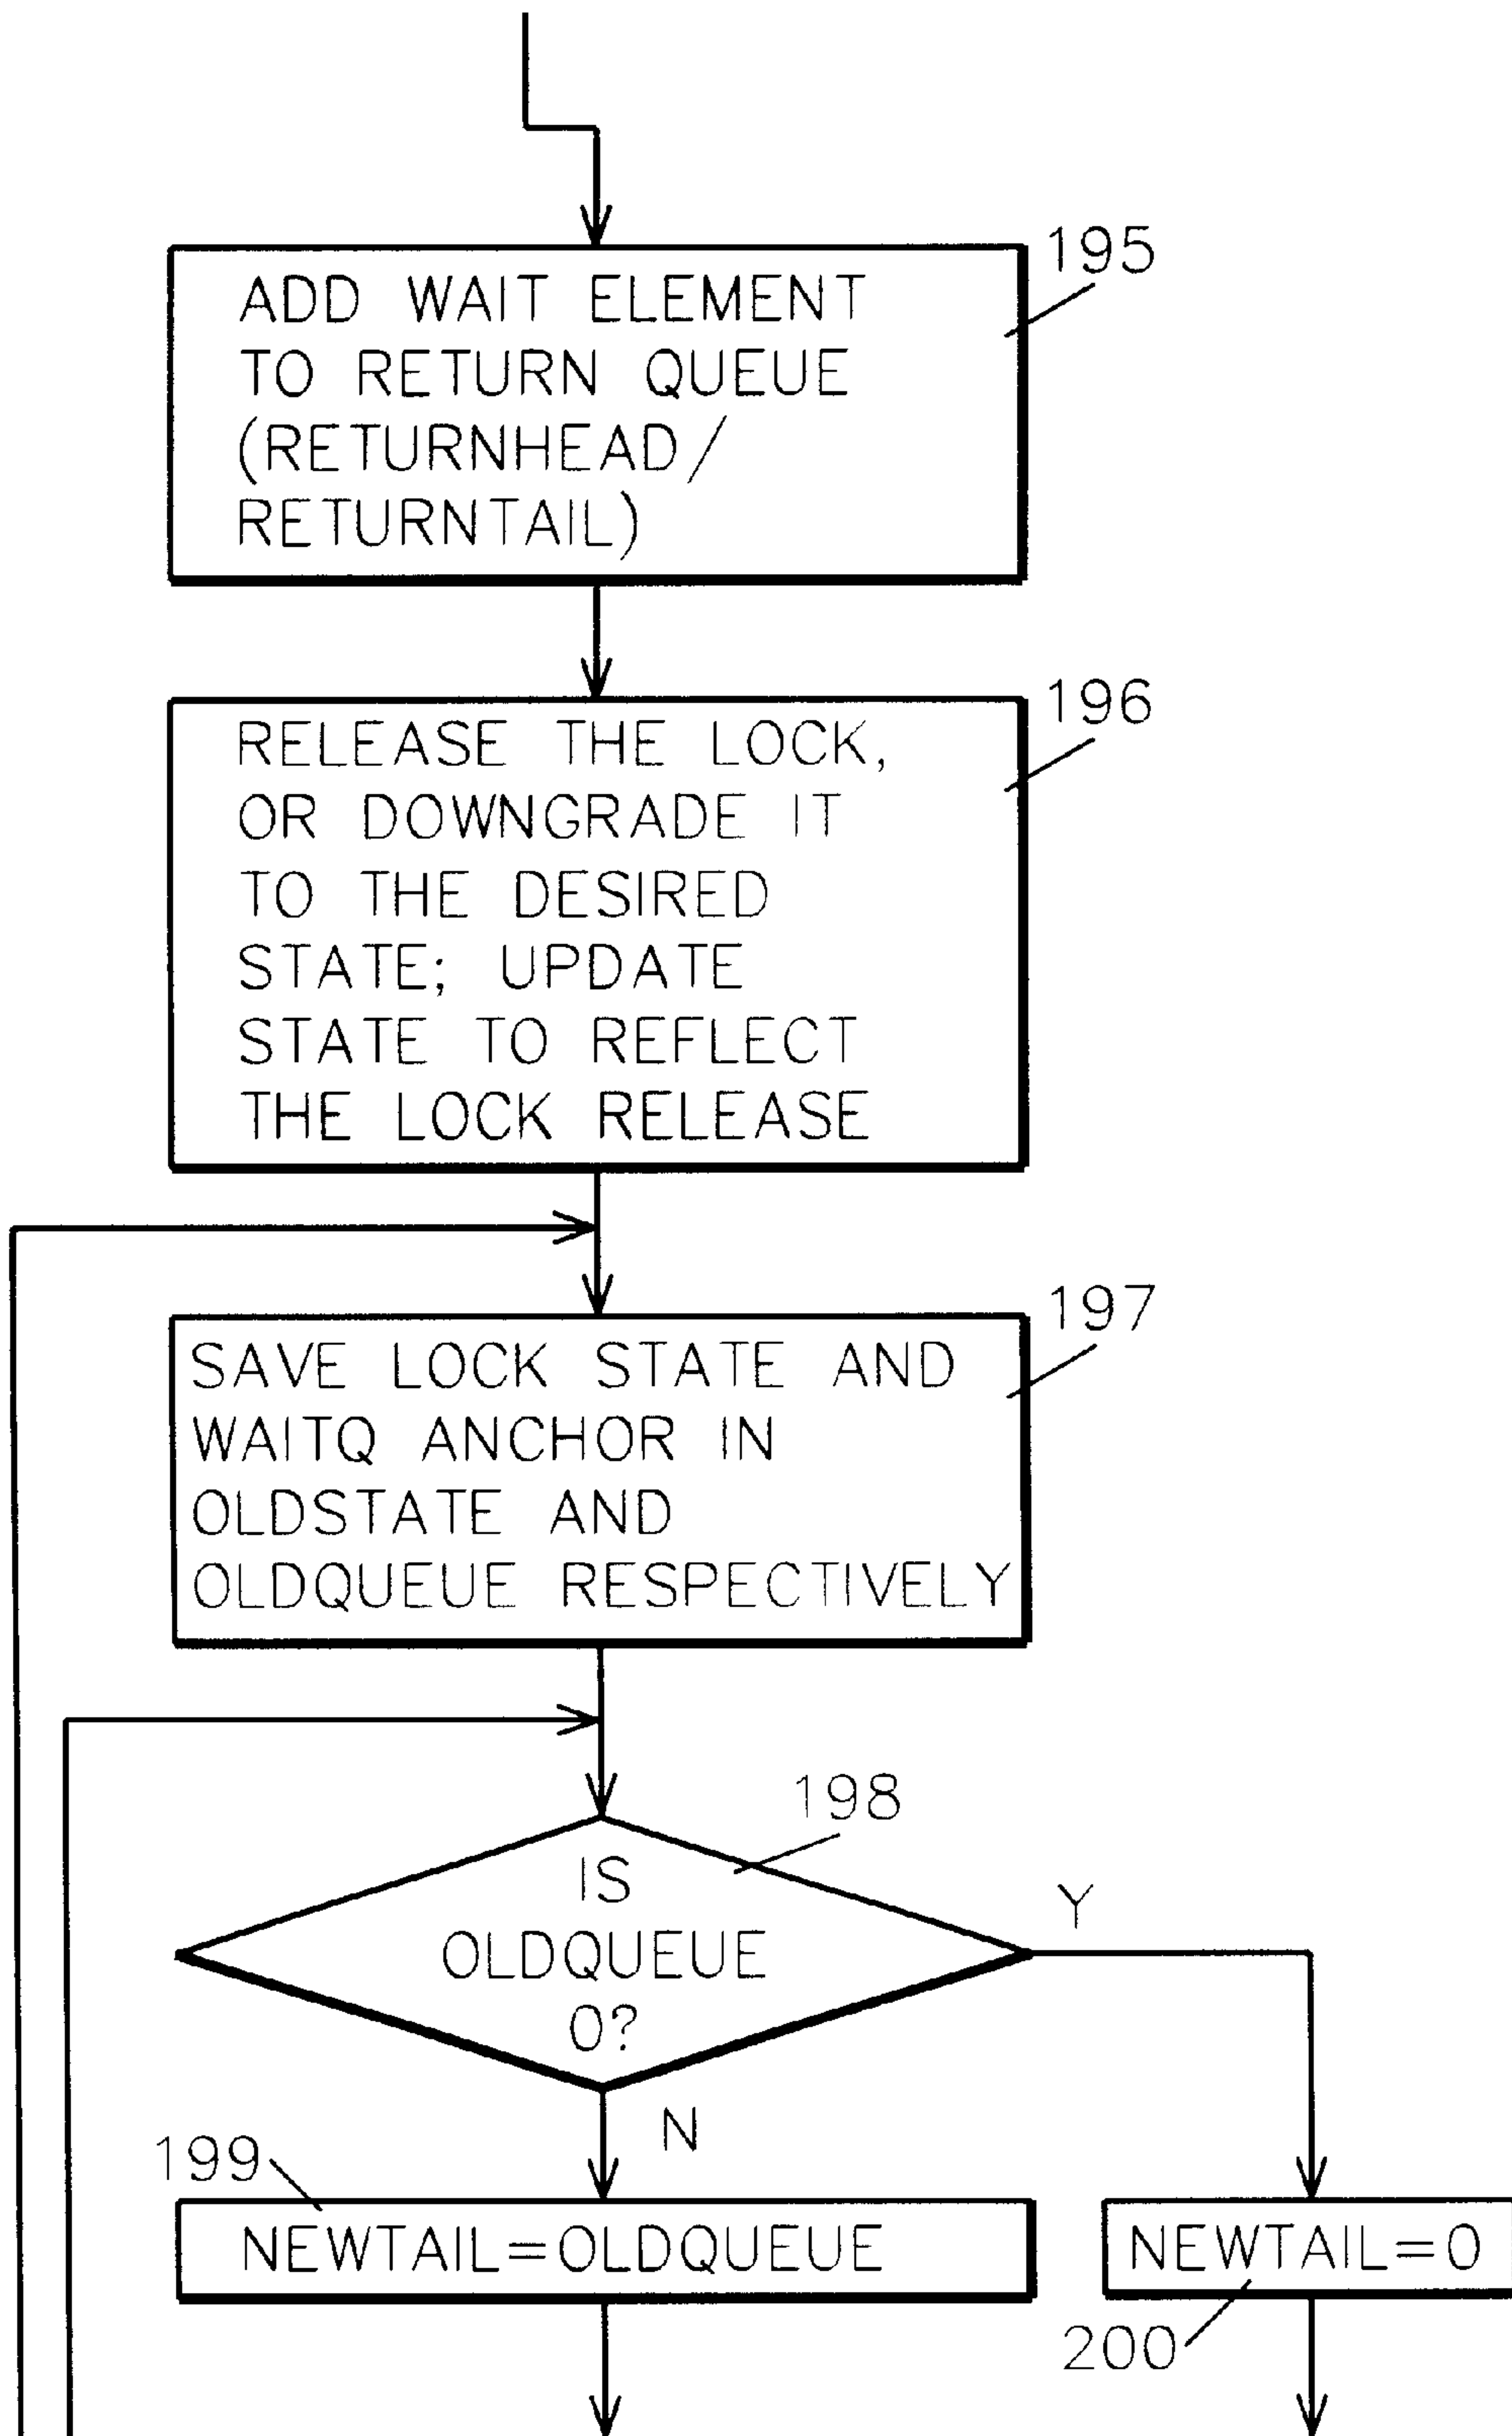 195
ADD WAIT ELEMENT
TO RETURN QUEUE
(RETURNHEAD/
RETURNTAIL)
196
RELEASE THE LOCK,
OR DOWNGRADE IT
TO THE DESIRED
STATE; UPDATE
STATE TO REFLECT
THE LOCK RELEASE
197
SAVE LOCK STATE AND
WAITQ ANCHOR IN
OLDSTATE AND
OLDQUEUE RESPECTIVELY
198
IS
OLDQUEUE
0?
Y
N
199
NEWTAIL=OLDQUEUE
NEWTAIL=0
200